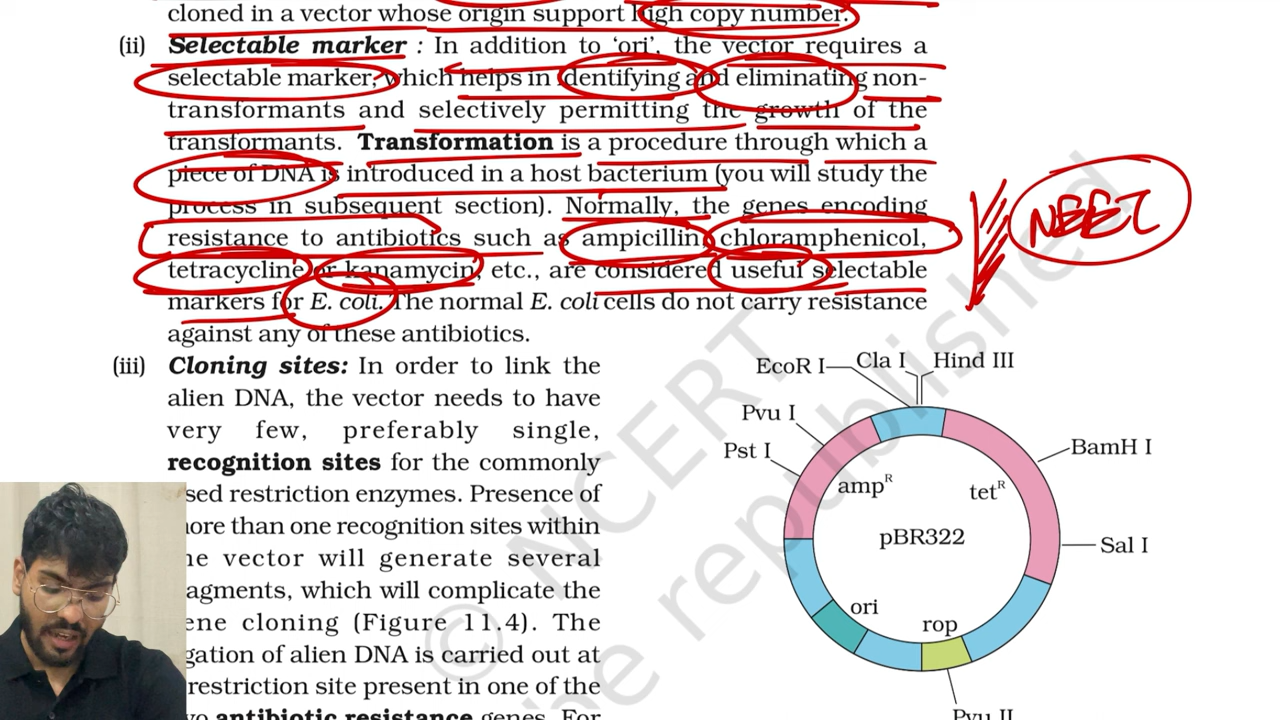 cloned in a vector whose origin support high copy number.
(ii) Selectable marker : In addition to ‘ori’, the vector requires a
selectable marker, which helps in identifying and eliminating non-
transformants and selectively permitting the growth of the
transformants. Transformation is a procedure through which a
piece of DNA is introduced in a host bacterium (you will study the
process in subsequent section). Normally, the genes encoding
resistance to antibiotics such as ampicillin, chloramphenicol,
tetracycline or kanamycin, etc., are considered useful selectable
markers for E. coli. The normal E. coli cells do not carry resistance
against any of these antibiotics.
NEET
(iii) Cloning sites: In order to link the
alien DNA, the vector needs to have
very few, preferably single,
recognition sites for the commonly
sed restriction enzymes. Presence of
ore than one recognition sites within
he vector will generate several
agments, which will complicate the
ene cloning (Figure 11.4). The
gation of alien DNA is carried out at
restriction site present in one of the
wo antibiotic resistance genes. For
EcoR I
Cla I
Hind III
Pvu I
Pst I
BamH I
ampR
tetR
pBR322
Sal I
ori
rop
Pvu II
© NCERT
be republished